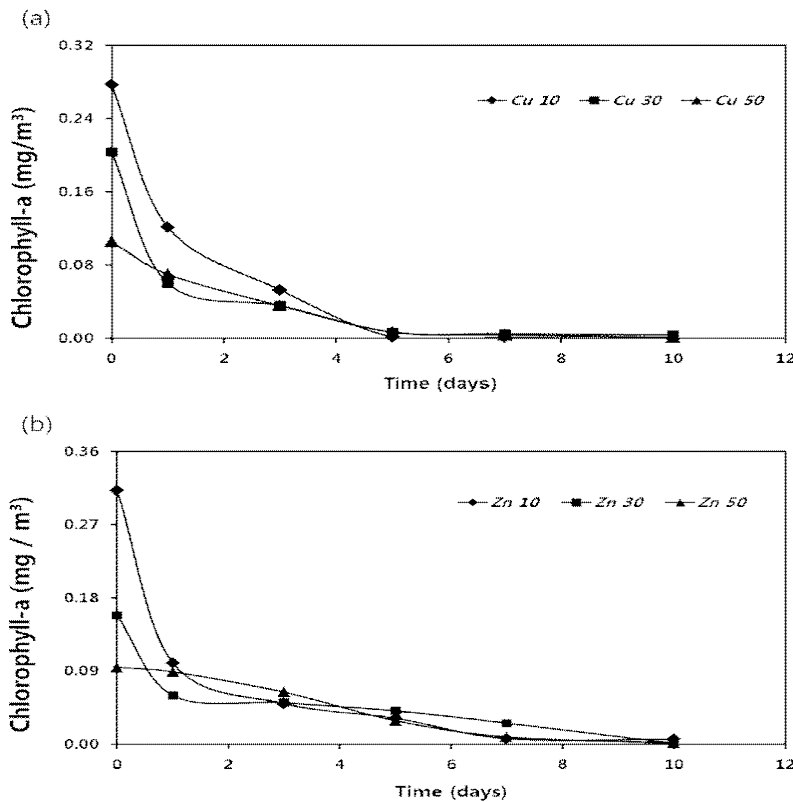 (a)
0.32
0.24
0.16
0.08
0.00
Chlorophyll-a (mg/m³)
Cu 10 Cu 30 Cu 50
0 2 4 6 8 10 12
Time (days)
(b)
0.36
0.27
0.18
0.09
0.00
Chlorophyll-a (mg / m³)
Zn 10 Zn 30 Zn 50
0 2 4 6 8 10 12
Time (days)